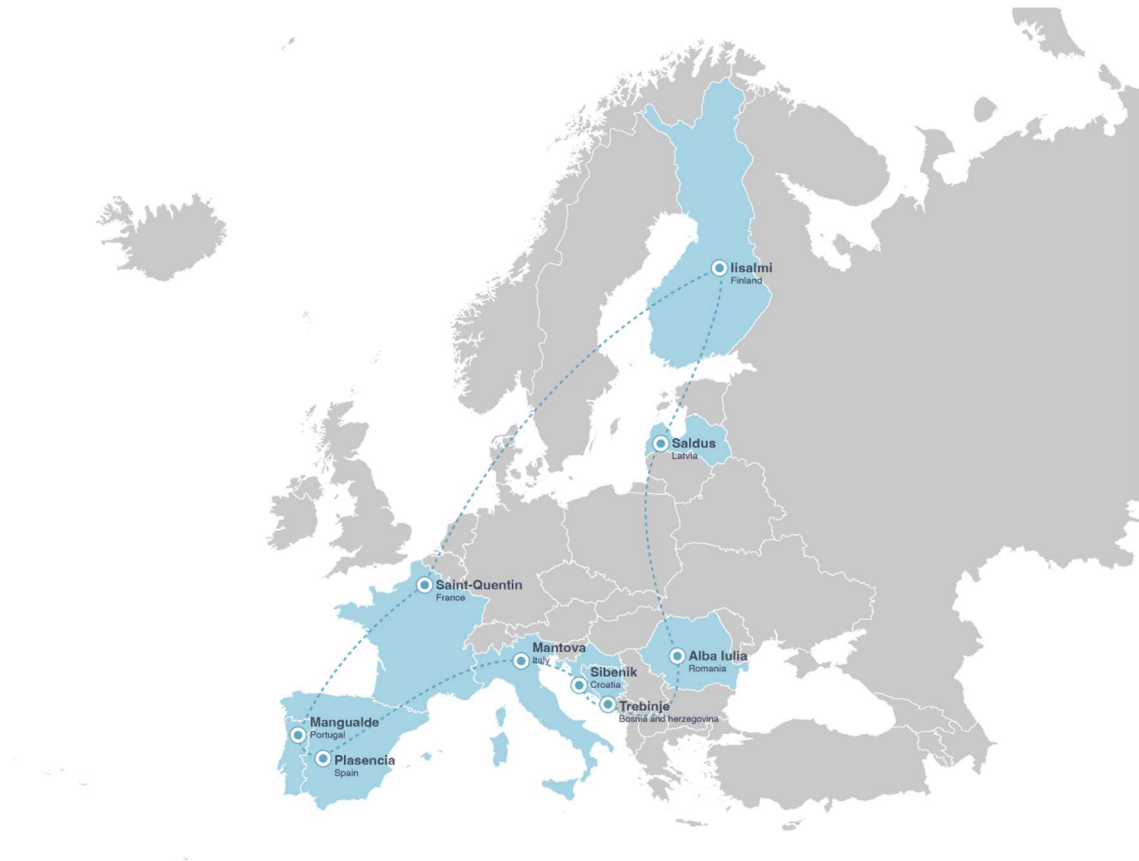 Iisalmi
Finland
Saldus
Latvia
Saint-Quentin
France
Mantova
Italy
Alba Iulia
Romania
Sibenik
Croatia
Trebinje
Bosnia and herzegovina
Mangualde
Portugal
Plasencia
Spain